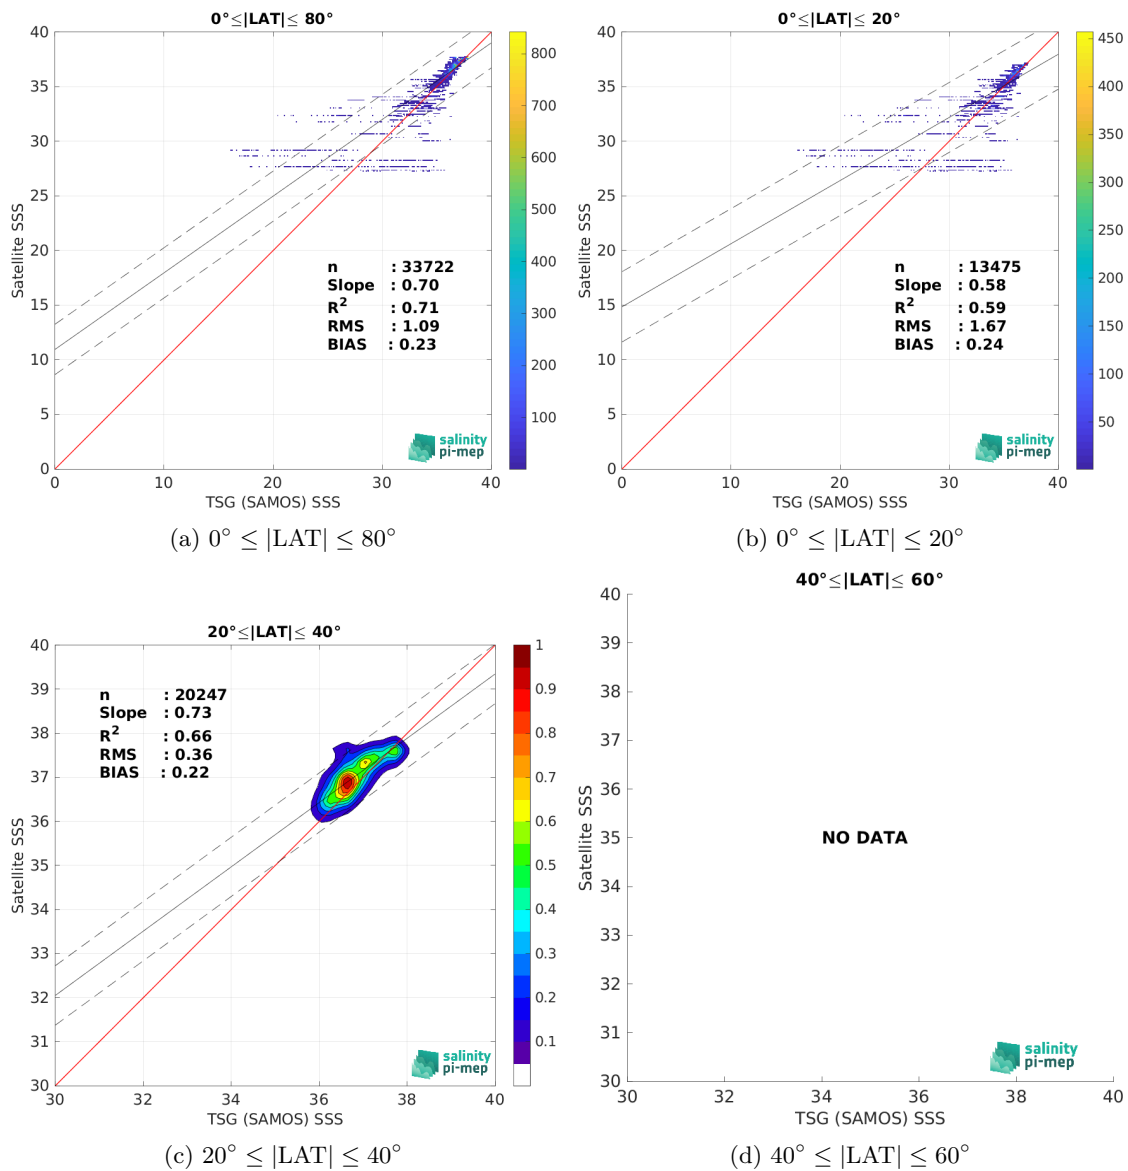 0°≤|LAT|≤ 80°
40
35
30
25
20
15
10
5
0
Satellite SSS
0
10
20
30
40
TSG (SAMOS) SSS
n : 33722
Slope : 0.70
R² : 0.71
RMS : 1.09
BIAS : 0.23
salinity
pi-mep
800
700
600
500
400
300
200
100
(a) 0° ≤ |LAT| ≤ 80°
0°≤|LAT|≤ 20°
40
35
30
25
20
15
10
5
0
Satellite SSS
0
10
20
30
40
TSG (SAMOS) SSS
n : 13475
Slope : 0.58
R² : 0.59
RMS : 1.67
BIAS : 0.24
salinity
pi-mep
450
400
350
300
250
200
150
100
50
(b) 0° ≤ |LAT| ≤ 20°
20°≤|LAT|≤ 40°
40
39
38
37
36
35
34
33
32
31
30
Satellite SSS
30
32
34
36
38
40
TSG (SAMOS) SSS
n : 20247
Slope : 0.73
R² : 0.66
RMS : 0.36
BIAS : 0.22
salinity
pi-mep
1
0.9
0.8
0.7
0.6
0.5
0.4
0.3
0.2
0.1
(c) 20° ≤ |LAT| ≤ 40°
40°≤|LAT|≤ 60°
40
39
38
37
36
35
34
33
32
31
30
Satellite SSS
30
32
34
36
38
40
TSG (SAMOS) SSS
NO DATA
salinity
pi-mep
(d) 40° ≤ |LAT| ≤ 60°